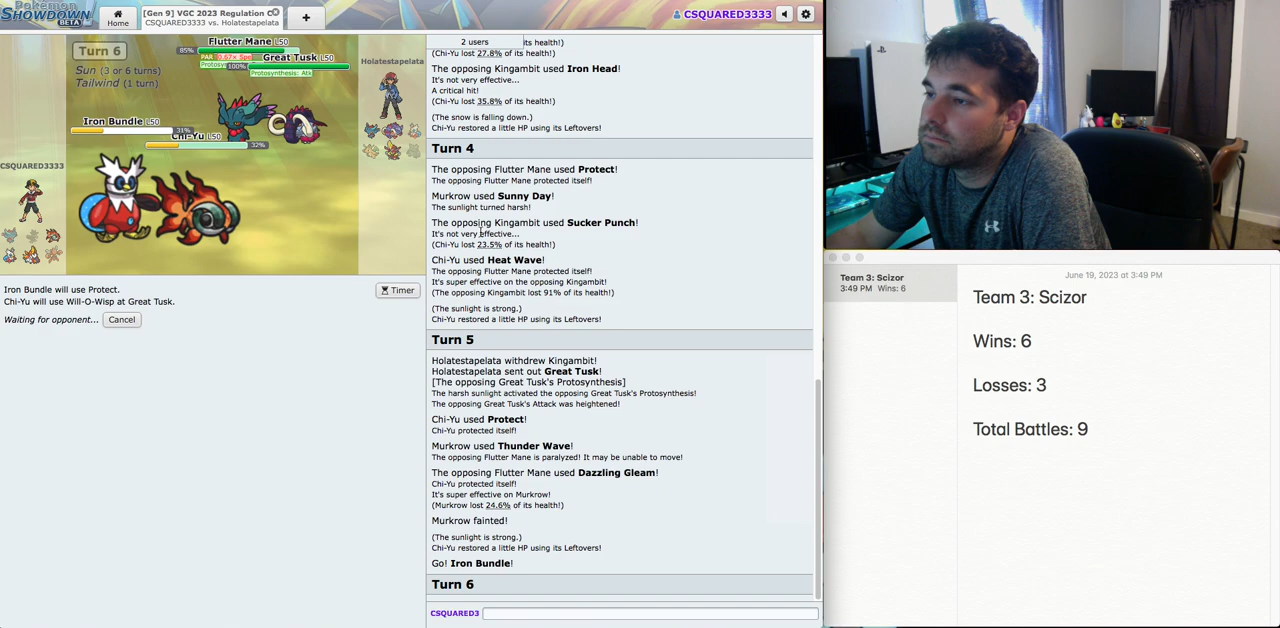 Pokémon
SHOWDOWN
BETA
Home
[Gen 9] VGC 2023 Regulation C
CSQUARED3333 vs. Holatestapelata
+
CSQUARED3333
Turn 6
Sun (3 or 6 turns)
Tailwind (1 turn)
Flutter Mane L50
85%
PAR 0.67× Spe
Great Tusk L50
100%
Protosynthesis: Atk
Iron Bundle L50
31%
Chi-Yu L50
32%
Holatestapelata
CSQUARED3333
Iron Bundle will use Protect.
Chi-Yu will use Will-O-Wisp at Great Tusk.
Waiting for opponent...
Cancel
Timer
2 users
its health!)
(Chi-Yu lost 27.8% of its health!)
The opposing Kingambit used Iron Head!
It's not very effective...
A critical hit!
(Chi-Yu lost 35.8% of its health!)
(The snow is falling down.)
Chi-Yu restored a little HP using its Leftovers!
Turn 4
The opposing Flutter Mane used Protect!
The opposing Flutter Mane protected itself!
Murkrow used Sunny Day!
The sunlight turned harsh!
The opposing Kingambit used Sucker Punch!
It's not very effective...
(Chi-Yu lost 23.5% of its health!)
Chi-Yu used Heat Wave!
The opposing Flutter Mane protected itself!
It's super effective on the opposing Kingambit!
(The opposing Kingambit lost 91% of its health!)
(The sunlight is strong.)
Chi-Yu restored a little HP using its Leftovers!
Turn 5
Holatestapelata withdrew Kingambit!
Holatestapelata sent out Great Tusk!
[The opposing Great Tusk's Protosynthesis]
The harsh sunlight activated the opposing Great Tusk's Protosynthesis!
The opposing Great Tusk's Attack was heightened!
Chi-Yu used Protect!
Chi-Yu protected itself!
Murkrow used Thunder Wave!
The opposing Flutter Mane is paralyzed! It may be unable to move!
The opposing Flutter Mane used Dazzling Gleam!
Chi-Yu protected itself!
It's super effective on Murkrow!
(Murkrow lost 24.6% of its health!)
Murkrow fainted!
(The sunlight is strong.)
Chi-Yu restored a little HP using its Leftovers!
Go! Iron Bundle!
Turn 6
CSQUARED3
Team 3: Scizor
3:49 PM Wins: 6
June 19, 2023 at 3:49 PM
Team 3: Scizor
Wins: 6
Losses: 3
Total Battles: 9